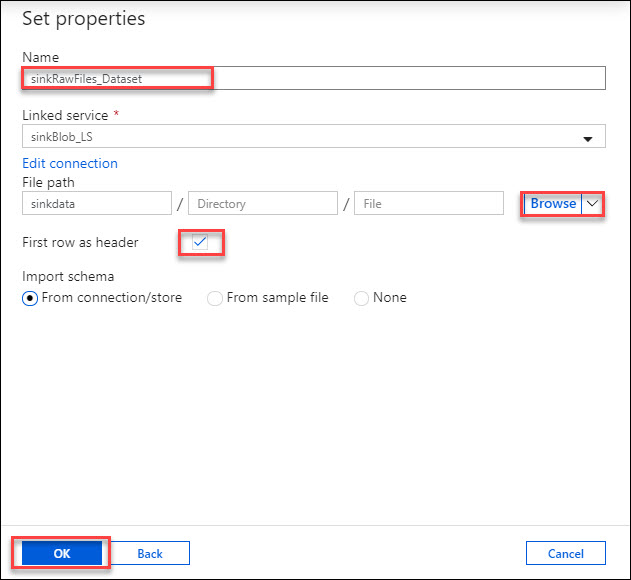 Set properties
Name
sinkRawFiles_Dataset
Linked service *
sinkBlob_LS
Edit connection
File path
sinkdata / Directory / File Browse
First row as header
Import schema
From connection/store From sample file None
OK Back Cancel